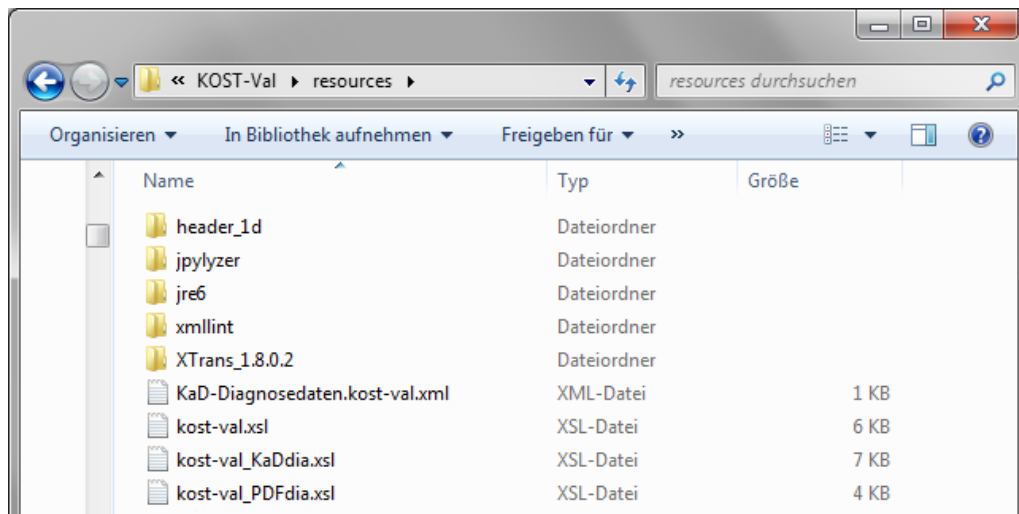 « KOST-Val ▸ resources ▸ resources durchsuchen
Organisieren In Bibliothek aufnehmen Freigeben für »
Name Typ Größe
header_1d Dateiordner
jpylyzer Dateiordner
jre6 Dateiordner
xmllint Dateiordner
XTrans_1.8.0.2 Dateiordner
KaD-Diagnosedaten.kost-val.xml XML-Datei 1 KB
kost-val.xsl XSL-Datei 6 KB
kost-val_KaDdia.xsl XSL-Datei 7 KB
kost-val_PDFdia.xsl XSL-Datei 4 KB